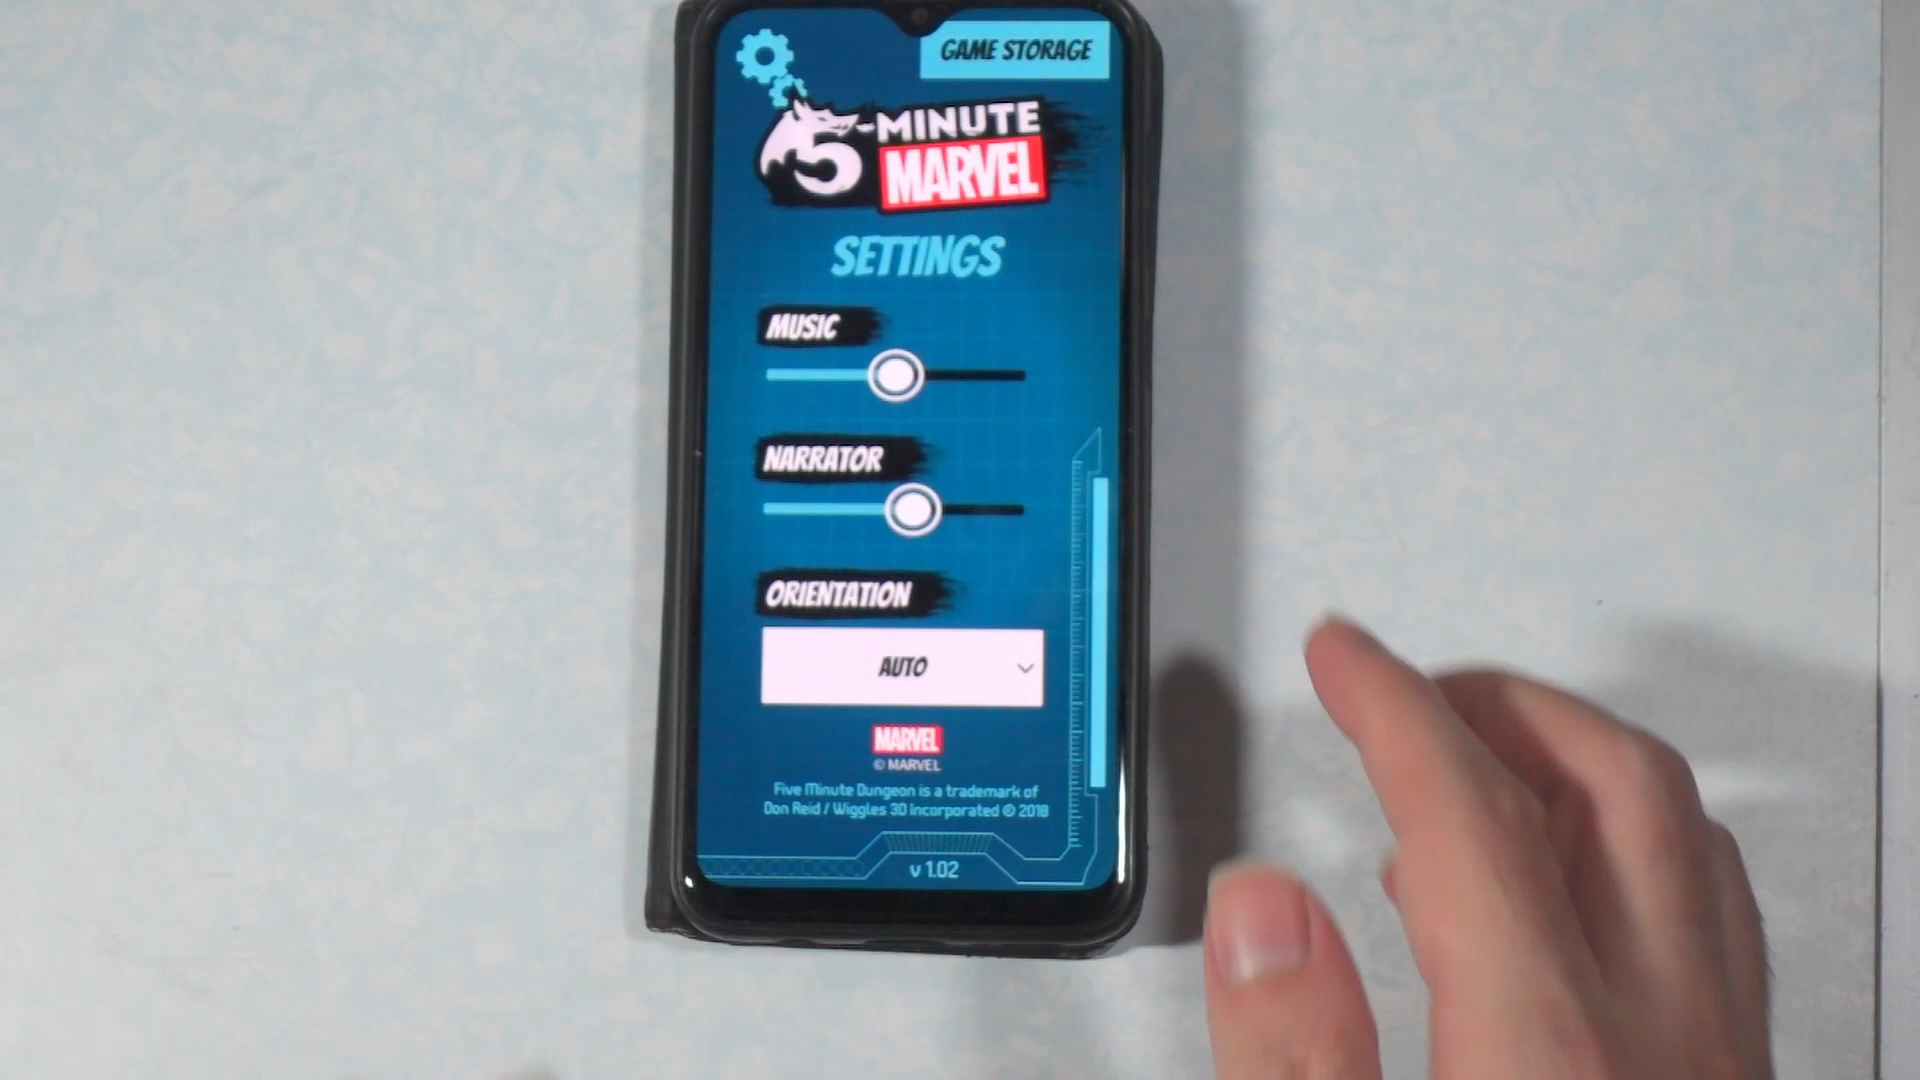 GAME STORAGE
5-MINUTE
MARVEL
SETTINGS
MUSIC
NARRATOR
ORIENTATION
AUTO
MARVEL
© MARVEL
Five Minute Dungeon is a trademark of
Don Reid / Wiggles 3D Incorporated © 2018
v 1.02